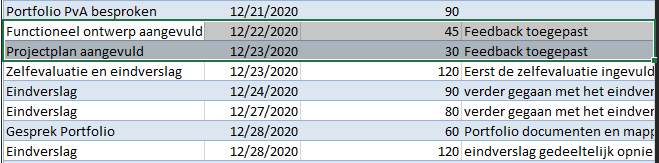 Portfolio PvA besproken 12/21/2020 90
Functioneel ontwerp aangevuld 12/22/2020 45 Feedback toegepast
Projectplan aangevuld 12/23/2020 30 Feedback toegepast
Zelfevaluatie en eindverslag 12/23/2020 120 Eerst de zelfevaluatie ingevuld
Eindverslag 12/24/2020 90 verder gegaan met het eindver
Eindverslag 12/27/2020 80 verder gegaan met het eindver
Gesprek Portfolio 12/28/2020 60 Portfolio documenten en mapp
Eindverslag 12/28/2020 120 eindverslag gedeeltelijk opnie